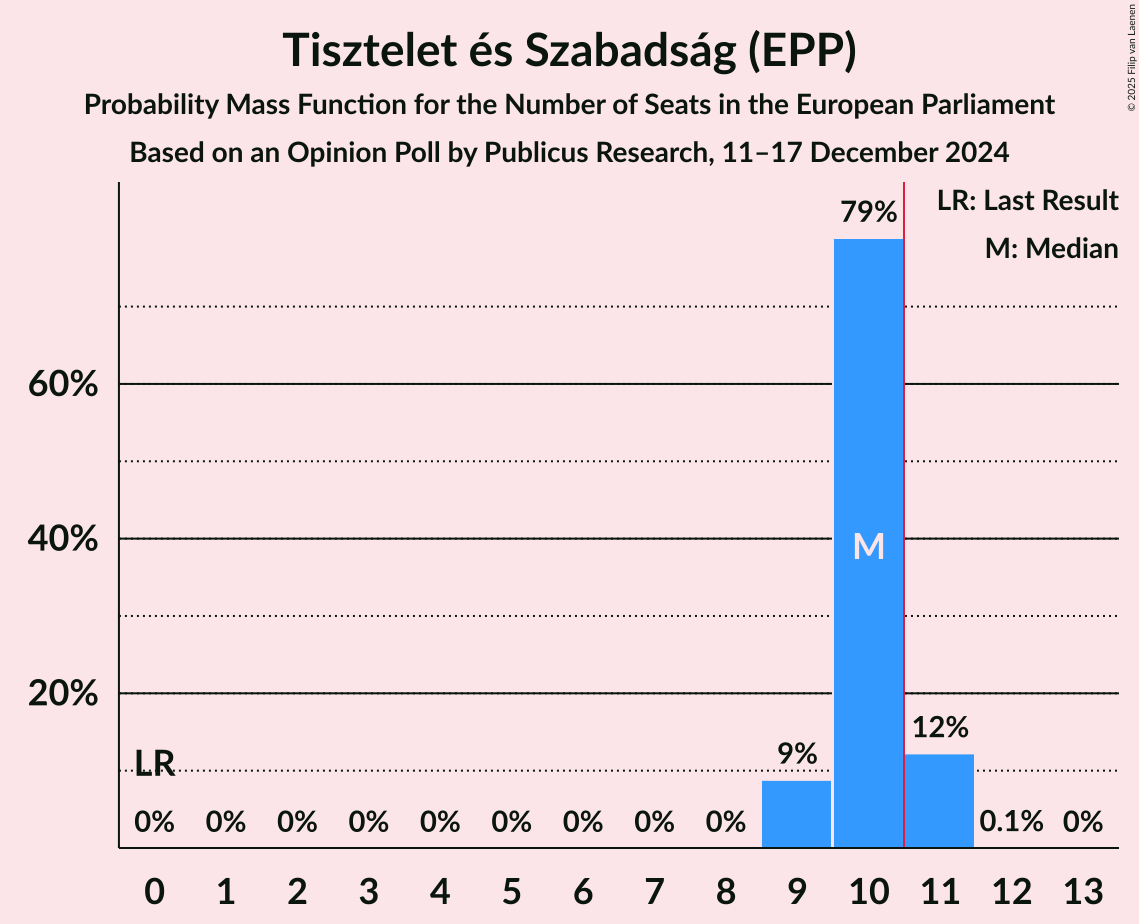 Tisztelet és Szabadság (EPP)
Probability Mass Function for the Number of Seats in the European Parliament
Based on an Opinion Poll by Publicus Research, 11–17 December 2024
© 2025 Filip van Laenen
LR: Last Result
M: Median
79%
60%
40%
M
20%
12%
9%
LR
0% 0% 0% 0% 0% 0% 0% 0% 0% 0.1% 0%
0 1 2 3 4 5 6 7 8 9 10 11 12 13